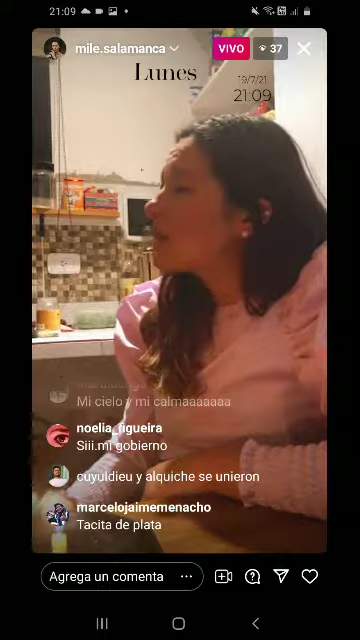 21:09
mile.salamanca
VIVO
37
Lunes
19/7/21
21:09
Mi cielo y mi calmaaaaaaa
noelia_figueira
Siii.mi gobierno
cuyuldieu y alquiche se unieron
marcelojaimemenacho
Tacita de plata
Agrega un comenta